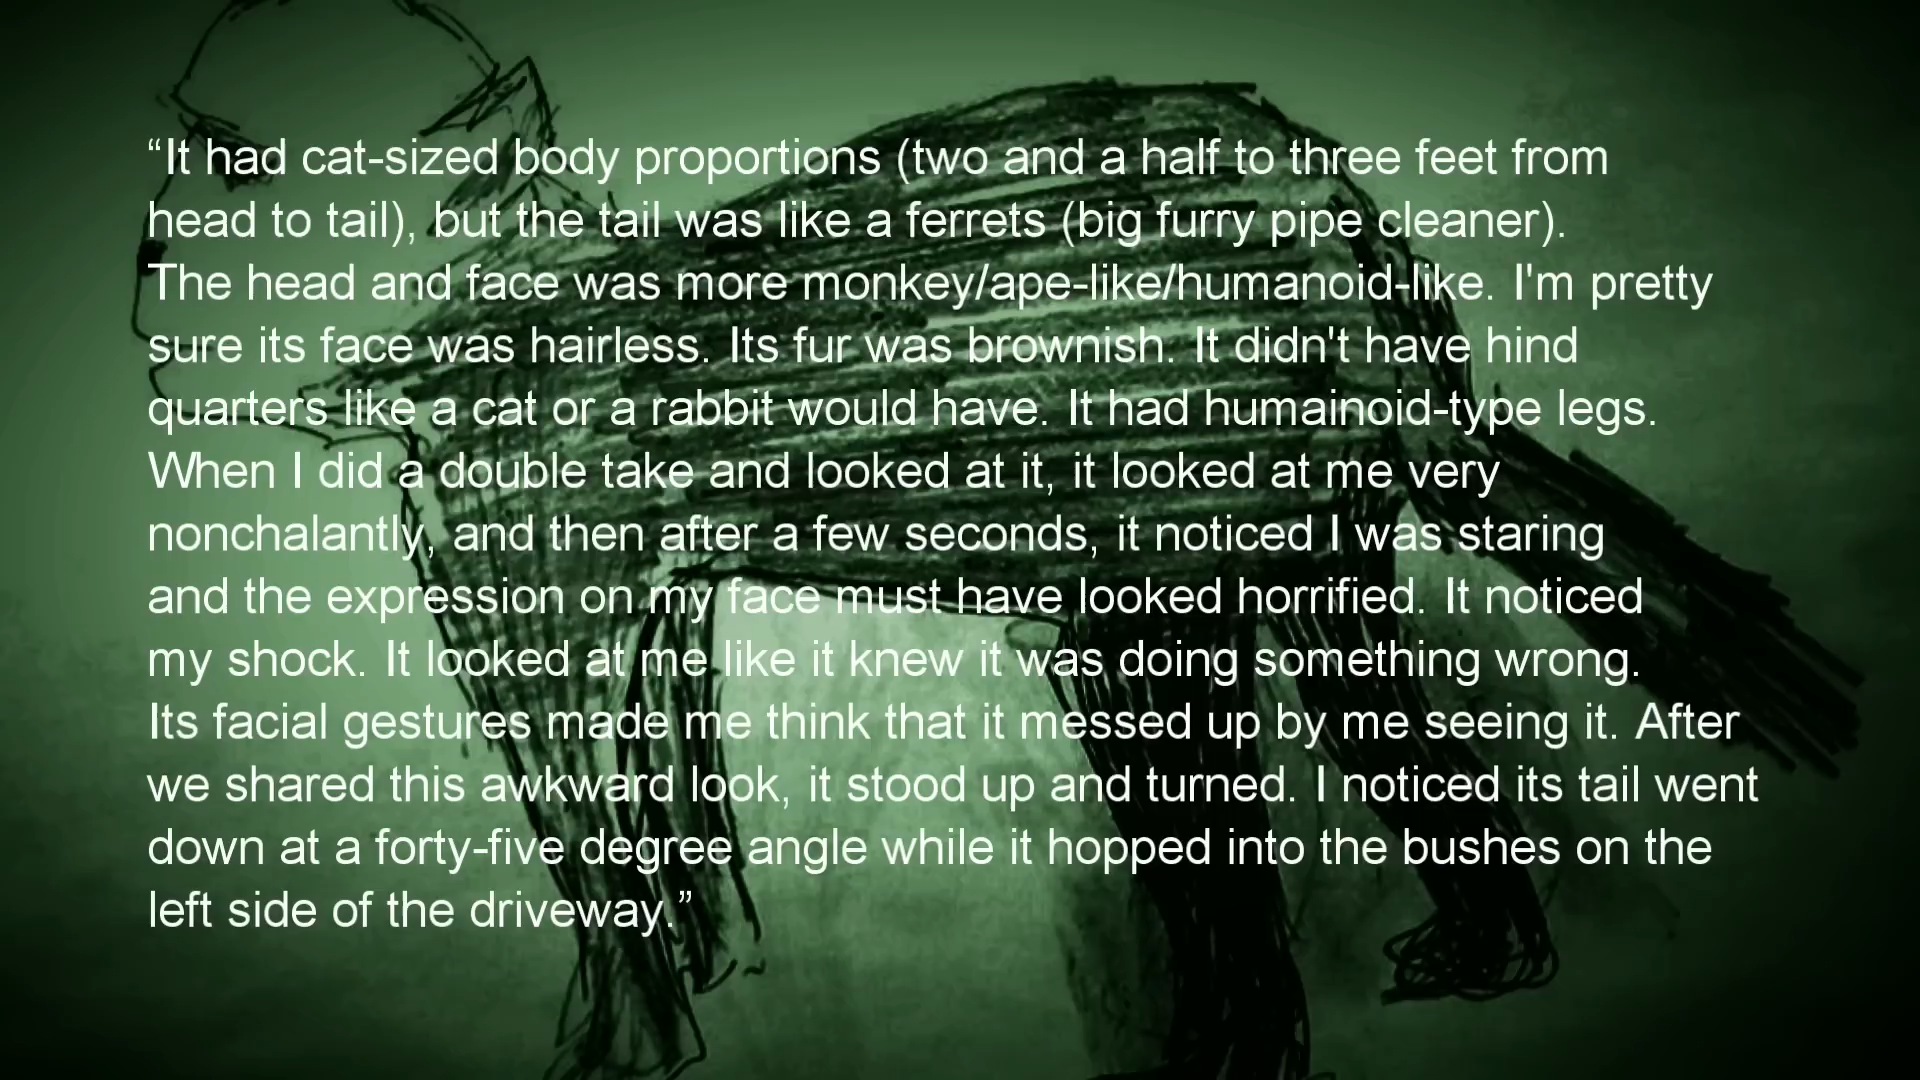 “It had cat-sized body proportions (two and a half to three feet from
head to tail), but the tail was like a ferrets (big furry pipe cleaner).
The head and face was more monkey/ape-like/humanoid-like. I'm pretty
sure its face was hairless. Its fur was brownish. It didn't have hind
quarters like a cat or a rabbit would have. It had humainoid-type legs.
When I did a double take and looked at it, it looked at me very
nonchalantly, and then after a few seconds, it noticed I was staring
and the expression on my face must have looked horrified. It noticed
my shock. It looked at me like it knew it was doing something wrong.
Its facial gestures made me think that it messed up by me seeing it. After
we shared this awkward look, it stood up and turned. I noticed its tail went
down at a forty-five degree angle while it hopped into the bushes on the
left side of the driveway.”